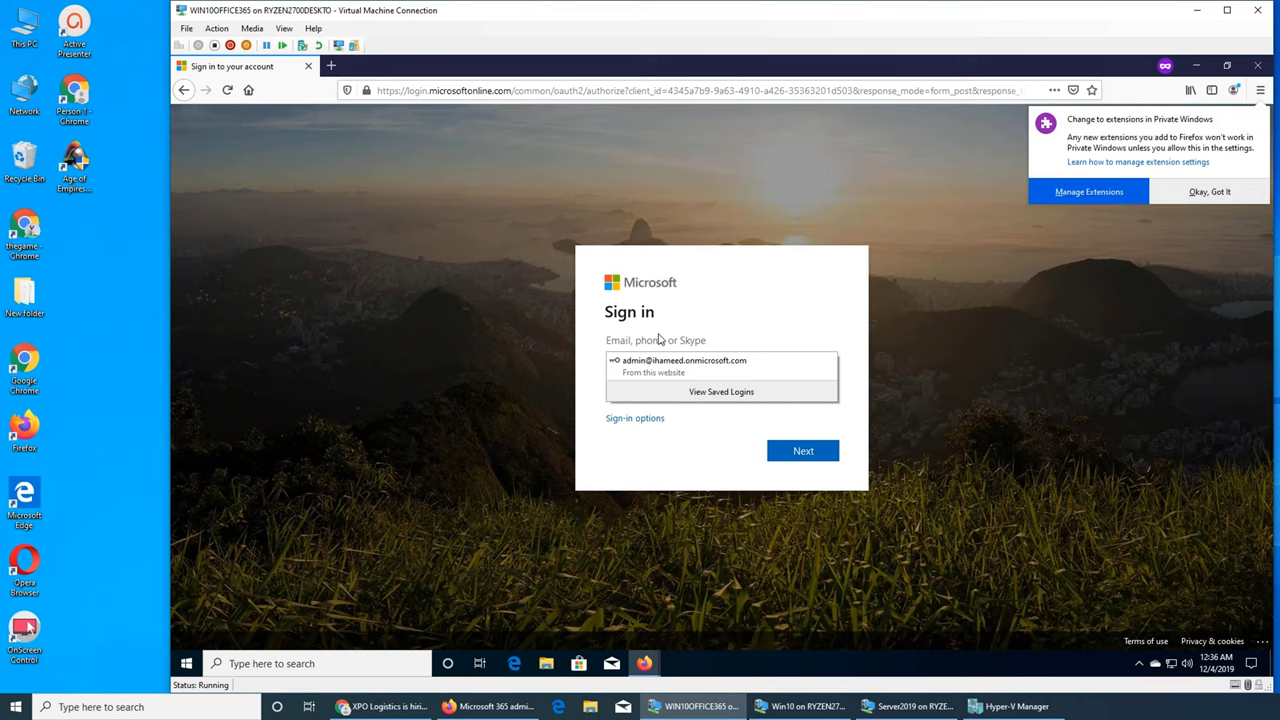 WIN10OFFICE365 on RYZEN2700DESKTO - Virtual Machine Connection
File Action Media View Help
Sign in to your account
https://login.microsoftonline.com/common/oauth2/authorize?client_id=4345a7b9-9a63-4910-a426-35363201d503&response_mode=form_post&response_t
Change to extensions in Private Windows
Any new extensions you add to Firefox won't work in
Private Windows unless you allow this in the settings.
Learn how to manage extension settings
Manage Extensions
Okay, Got It
Microsoft
Sign in
Email, phone, or Skype
admin@ihameed.onmicrosoft.com
From this website
View Saved Logins
Sign-in options
Next
Terms of use Privacy & cookies ...
Type here to search
12:36 AM
12/4/2019
Status: Running
This PC
Active
Presenter
Network
Person 1 -
Chrome
Recycle Bin
Age of
Empires...
thegame -
Chrome
New folder
Google
Chrome
Firefox
Microsoft
Edge
Opera
Browser
OnScreen
Control
Type here to search
XPO Logistics is hiri...
Microsoft 365 admi...
WIN10OFFICE365 o...
Win10 on RYZEN27...
Server2019 on RYZE...
Hyper-V Manager